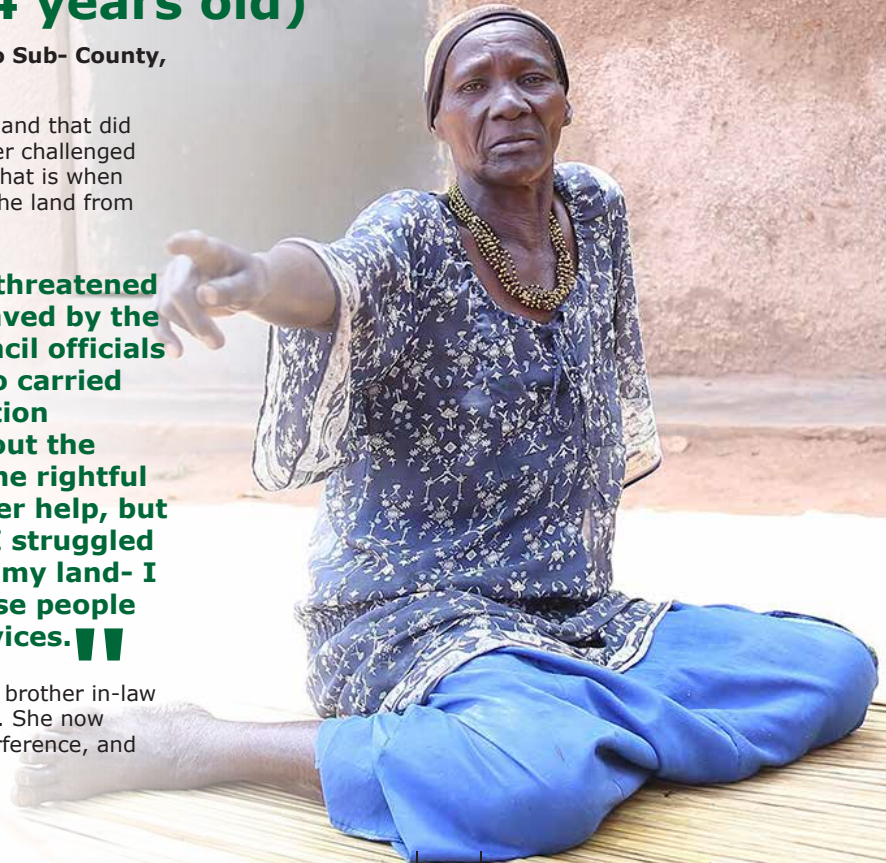 4 years old)
o Sub- County,
and that did
er challenged
hat is when
he land from
threatened
ved by the
ncil officials
o carried
tion
out the
he rightful
er help, but
I struggled
my land- I
se people
vices."
brother in-law
. She now
rference, and